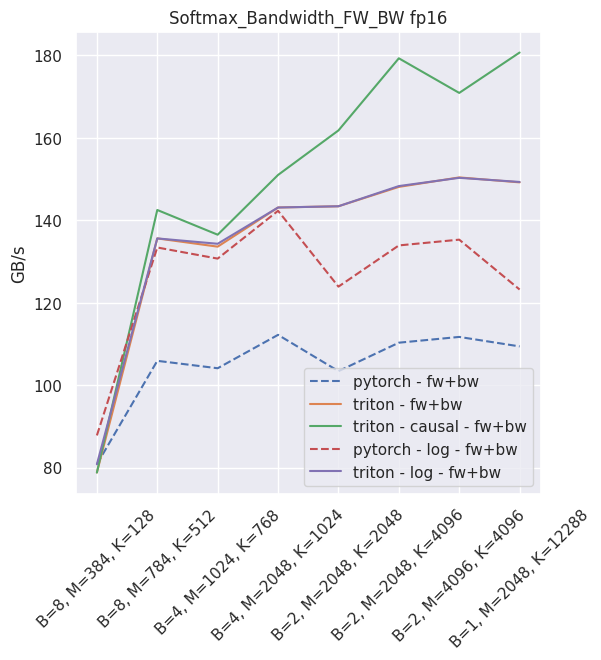 Softmax_Bandwidth_FW_BW fp16
GB/s
180
160
140
120
100
80
pytorch - fw+bw
triton - fw+bw
triton - causal - fw+bw
pytorch - log - fw+bw
triton - log - fw+bw
B=8, M=384, K=128
B=8, M=784, K=512
B=4, M=1024, K=768
B=4, M=2048, K=1024
B=2, M=2048, K=2048
B=2, M=2048, K=4096
B=2, M=4096, K=4096
B=1, M=2048, K=12288